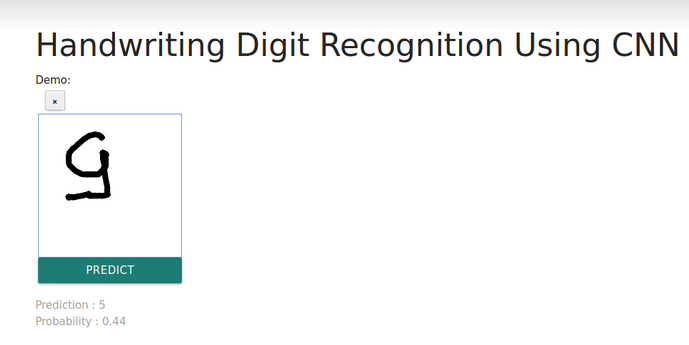 Handwriting Digit Recognition Using CNN
Demo:
×
9
PREDICT
Prediction : 5
Probability : 0.44